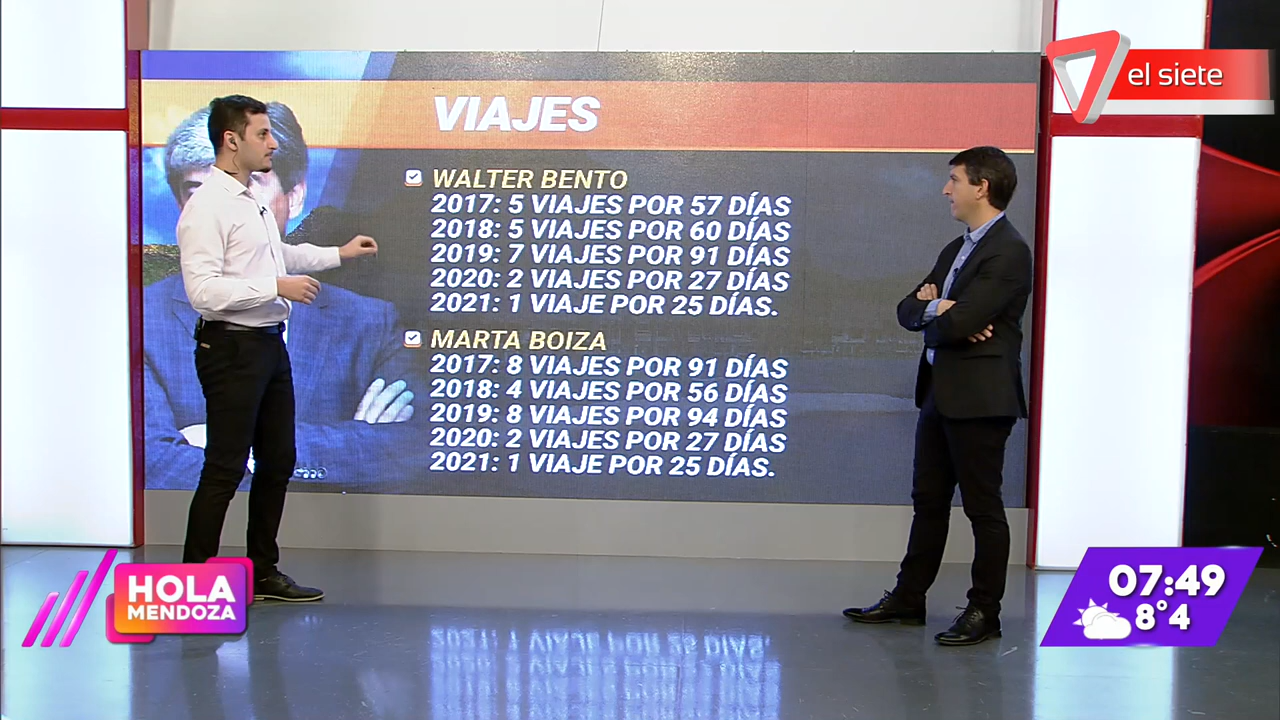 el siete
VIAJES
WALTER BENTO
2017: 5 VIAJES POR 57 DÍAS
2018: 5 VIAJES POR 60 DÍAS
2019: 7 VIAJES POR 91 DÍAS
2020: 2 VIAJES POR 27 DÍAS
2021: 1 VIAJE POR 25 DÍAS.
MARTA BOIZA
2017: 8 VIAJES POR 91 DÍAS
2018: 4 VIAJES POR 56 DÍAS
2019: 8 VIAJES POR 94 DÍAS
2020: 2 VIAJES POR 27 DÍAS
2021: 1 VIAJE POR 25 DÍAS.
HOLA
MENDOZA
07:49
8°4